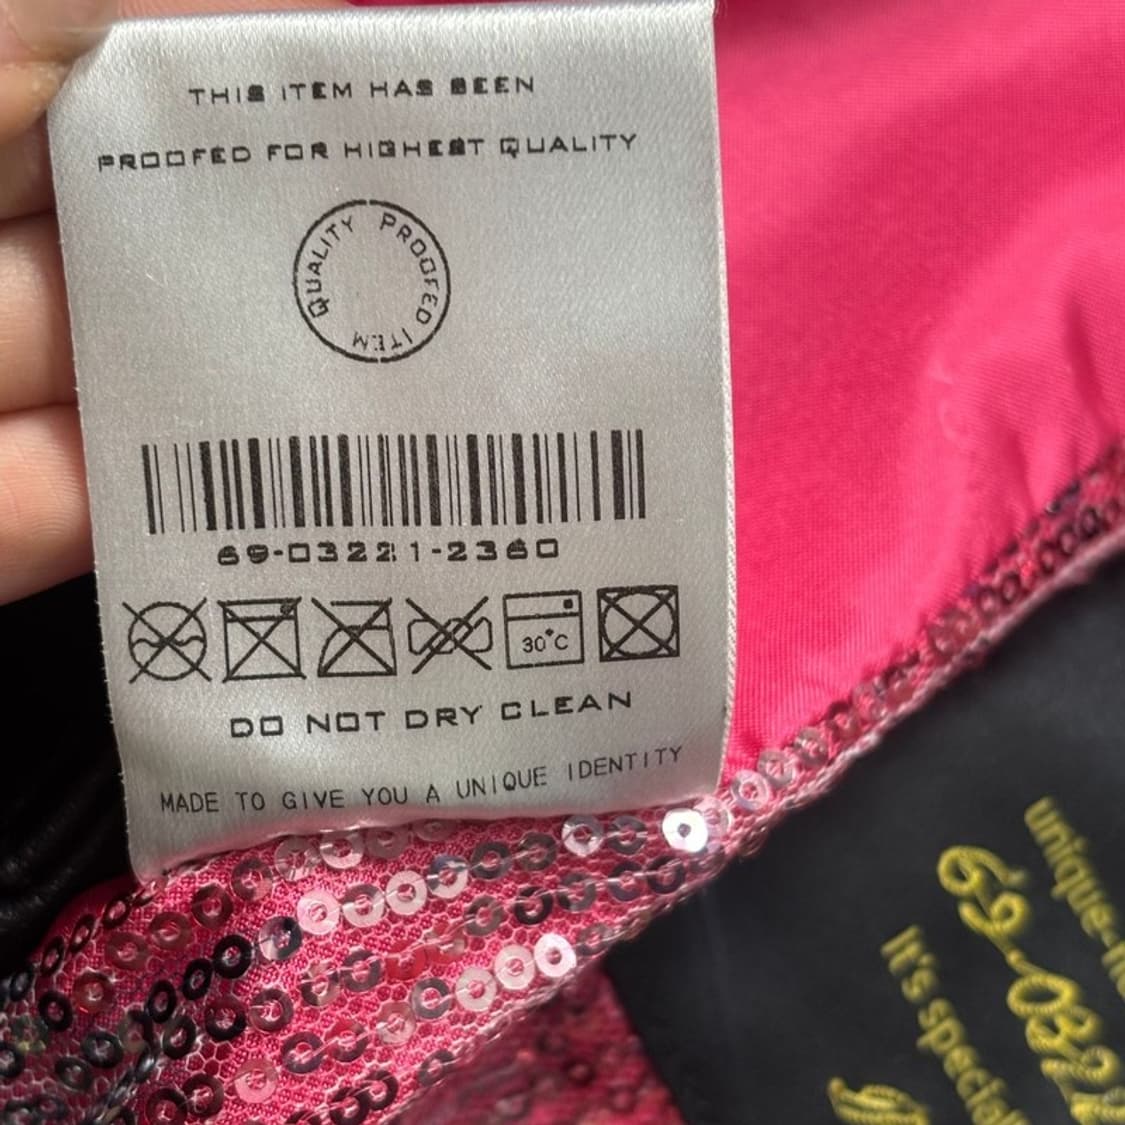 THIS ITEM HAS BEEN
PROOFED FOR HIGHEST QUALITY
QUALITY PROOFED ITEM
69-03221-2360
30°C
DO NOT DRY CLEAN
MADE TO GIVE YOU A UNIQUE IDENTITY
It's special